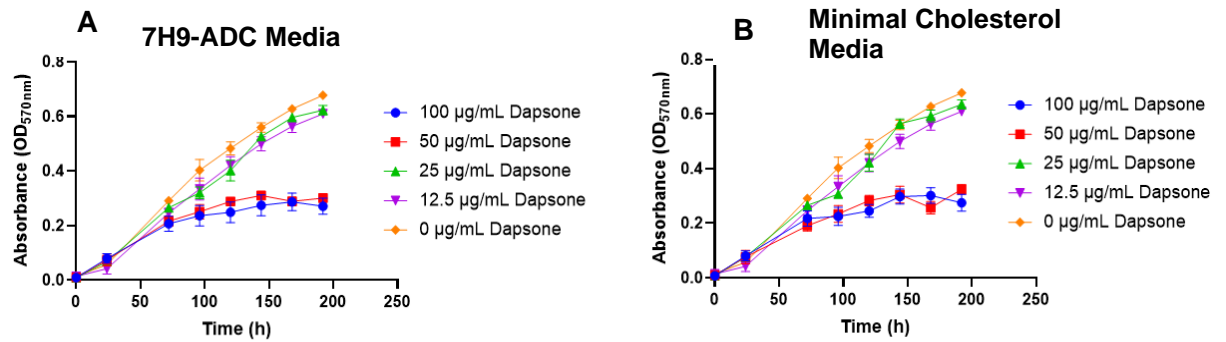 A
7H9-ADC Media
Absorbance (OD570nm)
0.8
0.6
0.4
0.2
0.0
0
50
100
150
200
250
Time (h)
100 µg/mL Dapsone
50 µg/mL Dapsone
25 µg/mL Dapsone
12.5 µg/mL Dapsone
0 µg/mL Dapsone
B
Minimal Cholesterol
Media
Absorbance (OD570nm)
0.8
0.6
0.4
0.2
0.0
0
50
100
150
200
250
Time (h)
100 µg/mL Dapsone
50 µg/mL Dapsone
25 µg/mL Dapsone
12.5 µg/mL Dapsone
0 µg/mL Dapsone